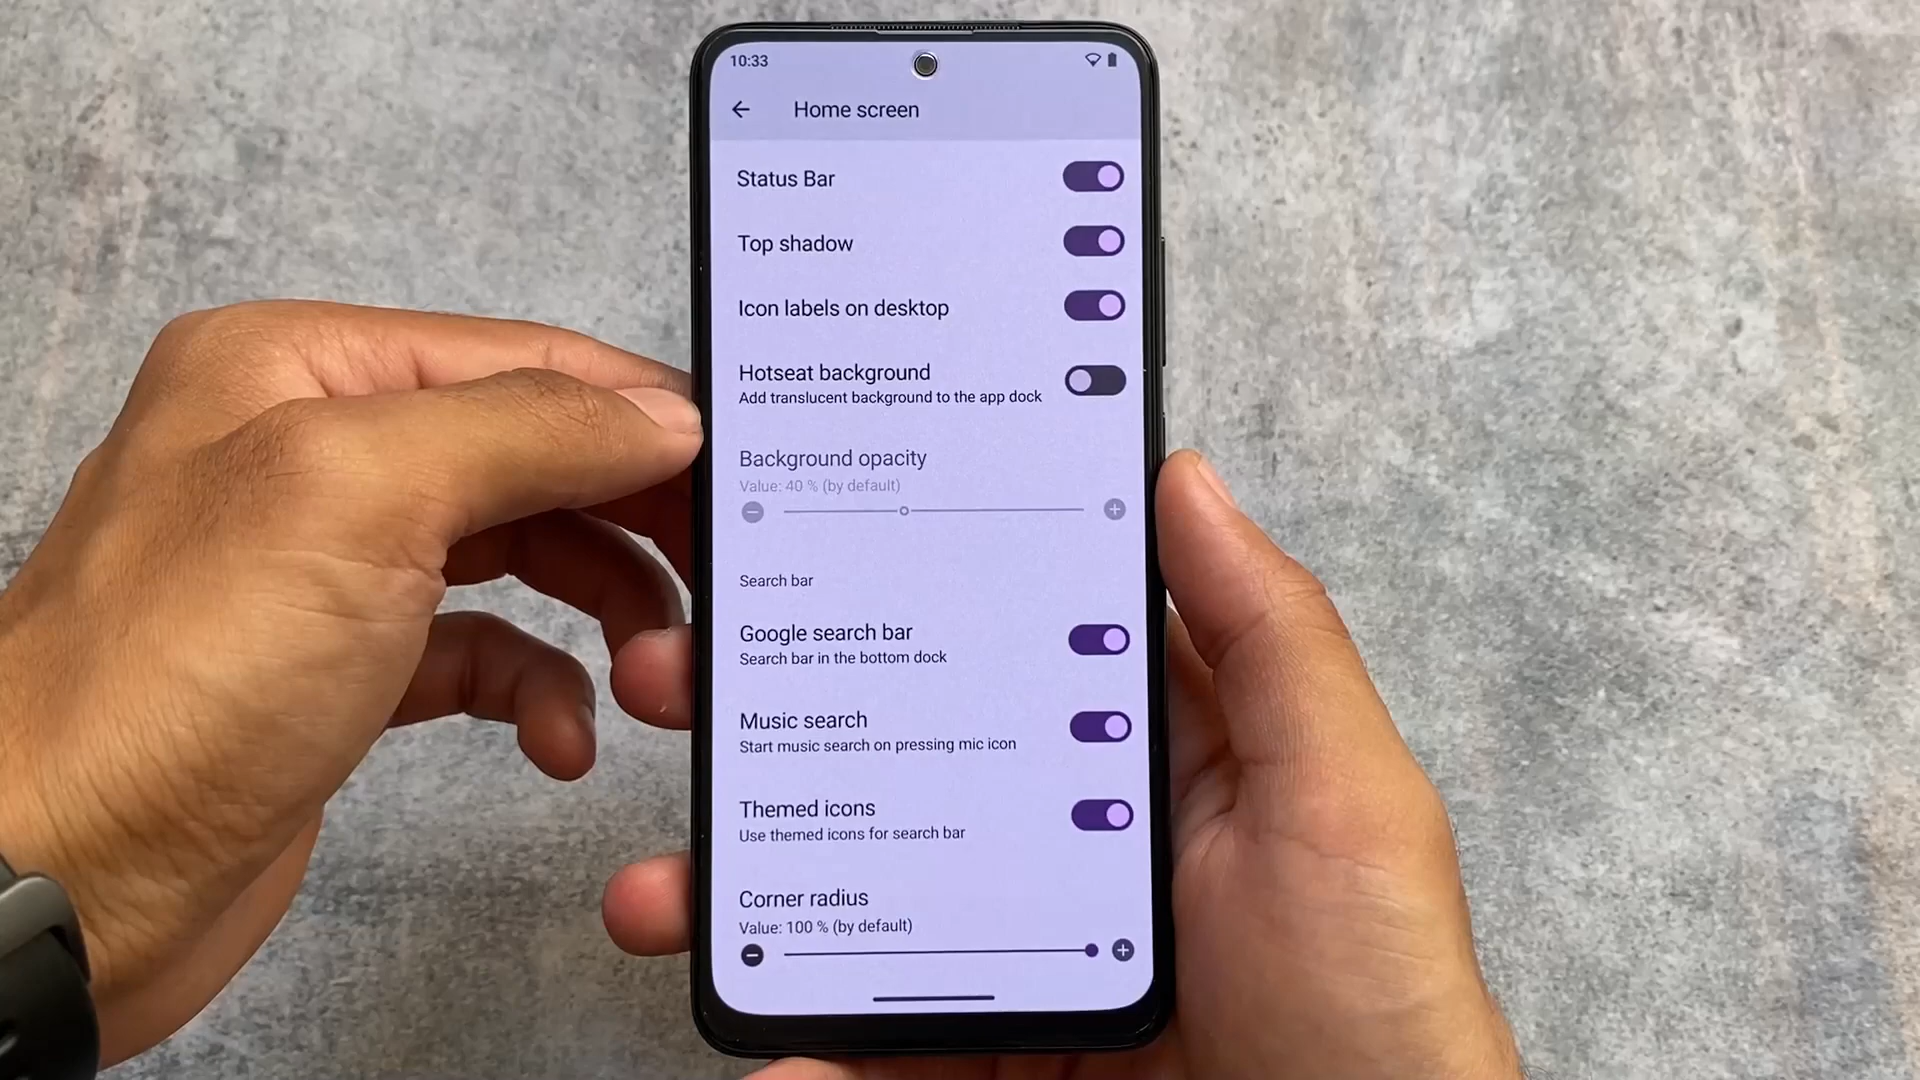 10:33
Home screen
Status Bar
Top shadow
Icon labels on desktop
Hotseat background
Add translucent background to the app dock
Background opacity
Value: 40 % (by default)
Search bar
Google search bar
Search bar in the bottom dock
Music search
Start music search on pressing mic icon
Themed icons
Use themed icons for search bar
Corner radius
Value: 100 % (by default)